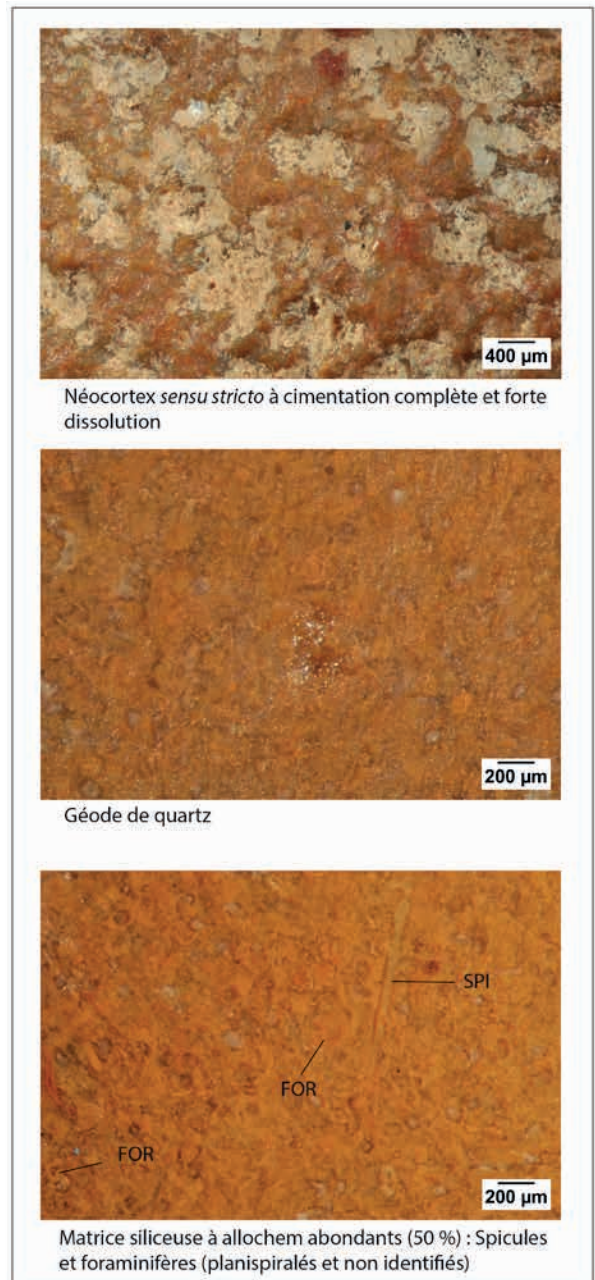 400 µm
Néocortex sensu stricto à cimentation complète et forte
dissolution
200 µm
Géode de quartz
SPI
FOR
FOR
200 µm
Matrice siliceuse à allochem abondants (50 %) : Spicules
et foraminifères (planispiralés et non identifiés)